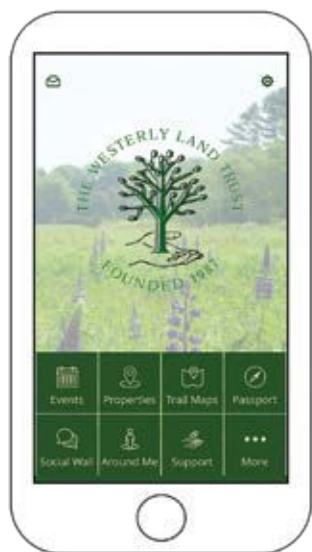 THE WESTERLY LAND TRUST
FOUNDED 1987
Events Properties Trail Maps Passport
Social Wall Around Me Support More